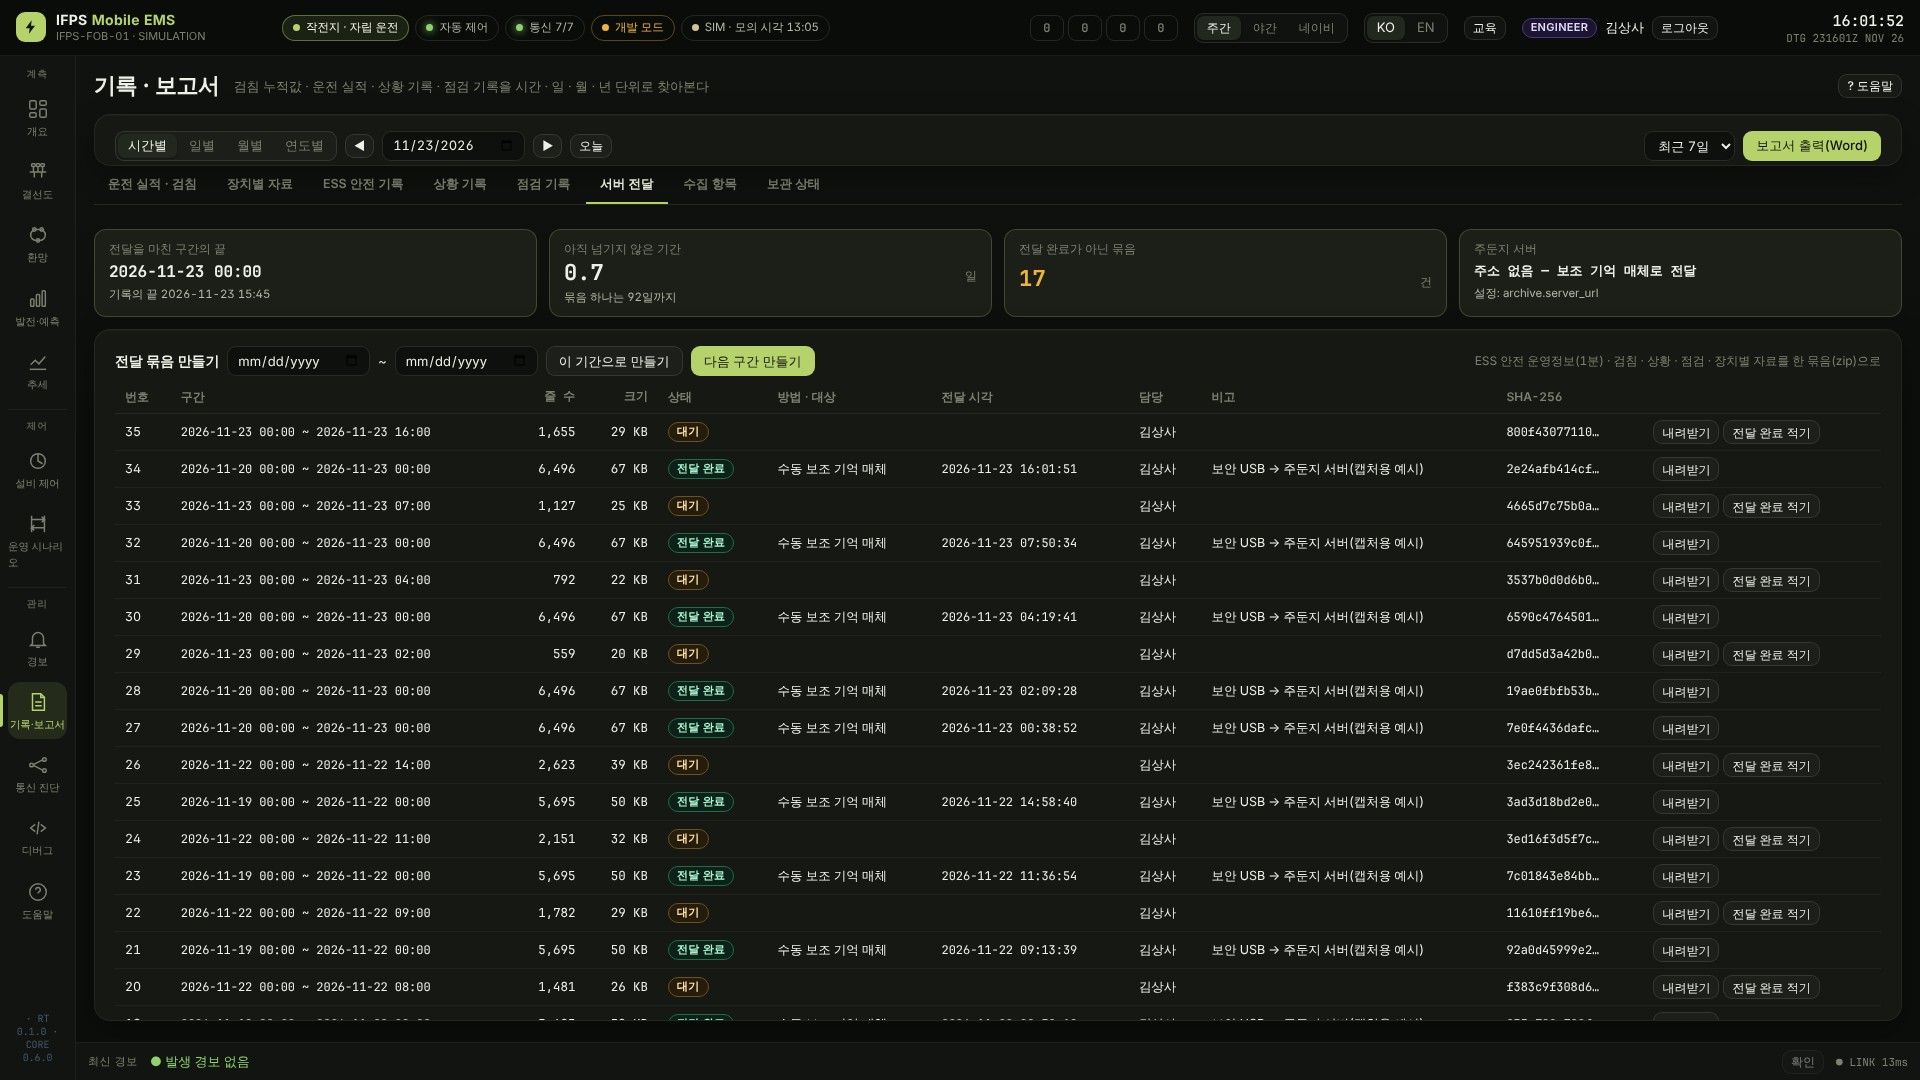 IFPS Mobile EMS
IFPS-FOB-01 · SIMULATION
작전지 · 자립 운전
자동 제어
통신 7/7
개발 모드
SIM · 모의 시각 13:05
0 0 0 0
주간 야간 네이비
KO EN
교육
ENGINEER 김상사 로그아웃
16:01:52
DTG 231601Z NOV 26
계측
개요
결선도
환망
발전·예측
추세
제어
설비 제어
운영 시나리오
관리
경보
기록·보고서
통신 진단
디버그
도움말
· RT
0.1.0 ·
CORE
0.6.0
기록 · 보고서 검침 누적값 · 운전 실적 · 상황 기록 · 점검 기록을 시간 · 일 · 월 · 년 단위로 찾아본다
? 도움말
시간별 일별 월별 연도별 ◀ 11/23/2026 ▶ 오늘
최근 7일 보고서 출력(Word)
운전 실적 · 검침 장치별 자료 ESS 안전 기록 상황 기록 점검 기록 서버 전달 수집 항목 보관 상태
전달을 마친 구간의 끝
2026-11-23 00:00
기록의 끝 2026-11-23 15:45
아직 넘기지 않은 기간
0.7 일
묶음 하나는 92일까지
전달 완료가 아닌 묶음
17 건
주둔지 서버
주소 없음 — 보조 기억 매체로 전달
설정: archive.server_url
전달 묶음 만들기 mm/dd/yyyy ~ mm/dd/yyyy 이 기간으로 만들기 다음 구간 만들기
ESS 안전 운영정보(1분) · 검침 · 상황 · 점검 · 장치별 자료를 한 묶음(zip)으로
번호 구간 줄 수 크기 상태 방법 · 대상 전달 시각 담당 비고 SHA-256
35 2026-11-23 00:00 ~ 2026-11-23 16:00 1,655 29 KB 대기 김상사 800f43077110… 내려받기 전달 완료 적기
34 2026-11-20 00:00 ~ 2026-11-23 00:00 6,496 67 KB 전달 완료 수동 보조 기억 매체 2026-11-23 16:01:51 김상사 보안 USB → 주둔지 서버(캡처용 예시) 2e24afb414cf… 내려받기
33 2026-11-23 00:00 ~ 2026-11-23 07:00 1,127 25 KB 대기 김상사 4665d7c75b0a… 내려받기 전달 완료 적기
32 2026-11-20 00:00 ~ 2026-11-23 00:00 6,496 67 KB 전달 완료 수동 보조 기억 매체 2026-11-23 07:50:34 김상사 보안 USB → 주둔지 서버(캡처용 예시) 645951939c0f… 내려받기
31 2026-11-23 00:00 ~ 2026-11-23 04:00 792 22 KB 대기 김상사 3537b0d0d6b0… 내려받기 전달 완료 적기
30 2026-11-20 00:00 ~ 2026-11-23 00:00 6,496 67 KB 전달 완료 수동 보조 기억 매체 2026-11-23 04:19:41 김상사 보안 USB → 주둔지 서버(캡처용 예시) 6590c4764501… 내려받기
29 2026-11-23 00:00 ~ 2026-11-23 02:00 559 20 KB 대기 김상사 d7dd5d3a42b0… 내려받기 전달 완료 적기
28 2026-11-20 00:00 ~ 2026-11-23 00:00 6,496 67 KB 전달 완료 수동 보조 기억 매체 2026-11-23 02:09:28 김상사 보안 USB → 주둔지 서버(캡처용 예시) 19ae0fbfb53b… 내려받기
27 2026-11-20 00:00 ~ 2026-11-23 00:00 6,496 67 KB 전달 완료 수동 보조 기억 매체 2026-11-23 00:38:52 김상사 보안 USB → 주둔지 서버(캡처용 예시) 7e0f4436dafc… 내려받기
26 2026-11-22 00:00 ~ 2026-11-22 14:00 2,623 39 KB 대기 김상사 3ec242361fe8… 내려받기 전달 완료 적기
25 2026-11-19 00:00 ~ 2026-11-22 00:00 5,695 50 KB 전달 완료 수동 보조 기억 매체 2026-11-22 14:58:40 김상사 보안 USB → 주둔지 서버(캡처용 예시) 3ad3d18bd2e0… 내려받기
24 2026-11-22 00:00 ~ 2026-11-22 11:00 2,151 32 KB 대기 김상사 3ed16f3d5f7c… 내려받기 전달 완료 적기
23 2026-11-19 00:00 ~ 2026-11-22 00:00 5,695 50 KB 전달 완료 수동 보조 기억 매체 2026-11-22 11:36:54 김상사 보안 USB → 주둔지 서버(캡처용 예시) 7c01843e84bb… 내려받기
22 2026-11-22 00:00 ~ 2026-11-22 09:00 1,782 29 KB 대기 김상사 11610ff19be6… 내려받기 전달 완료 적기
21 2026-11-19 00:00 ~ 2026-11-22 00:00 5,695 50 KB 전달 완료 수동 보조 기억 매체 2026-11-22 09:13:39 김상사 보안 USB → 주둔지 서버(캡처용 예시) 92a0d45999e2… 내려받기
20 2026-11-22 00:00 ~ 2026-11-22 08:00 1,481 26 KB 대기 김상사 f383c9f308d6… 내려받기 전달 완료 적기
최신 경보 발생 경보 없음
확인 LINK 13ms